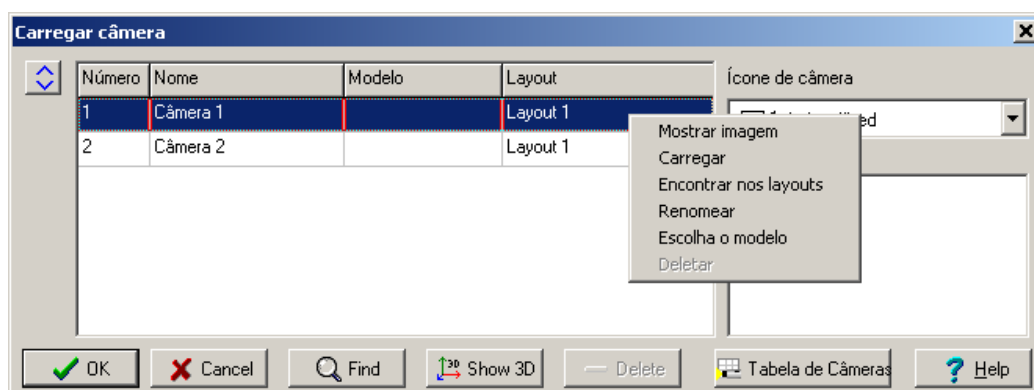 Carregar câmera
Número Nome Modelo Layout
Ícone de câmera
1 Câmera 1 Layout 1
2 Câmera 2 Layout 1
Mostrar imagem
Carregar
Encontrar nos layouts
Renomear
Escolha o modelo
Deletar
OK Cancel Find 3D Show 3D Delete Tabela de Câmeras ? Help